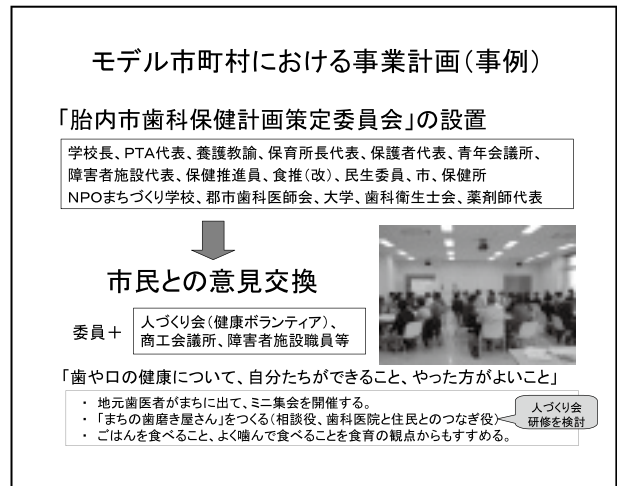 モデル市町村における事業計画(事例)
「胎内市歯科保健計画策定委員会」の設置
学校長、PTA代表、養護教諭、保育所長代表、保護者代表、青年会議所、
障害者施設代表、保健推進員、食推(改)、民生委員、市、保健所
NPOまちづくり学校、郡市歯科医師会、大学、歯科衛生士会、薬剤師代表
市民との意見交換
委員+
人づくり会(健康ボランティア)、
商工会議所、障害者施設職員等
「歯や口の健康について、自分たちができること、やった方がよいこと」
・ 地元歯医者がまちに出て、ミニ集会を開催する。
・ 「まちの歯磨き屋さん」をつくる(相談役、歯科医院と住民とのつなぎ役)
・ ごはんを食べること、よく噛んで食べることを食育の観点からもすすめる。
人づくり会
研修を検討